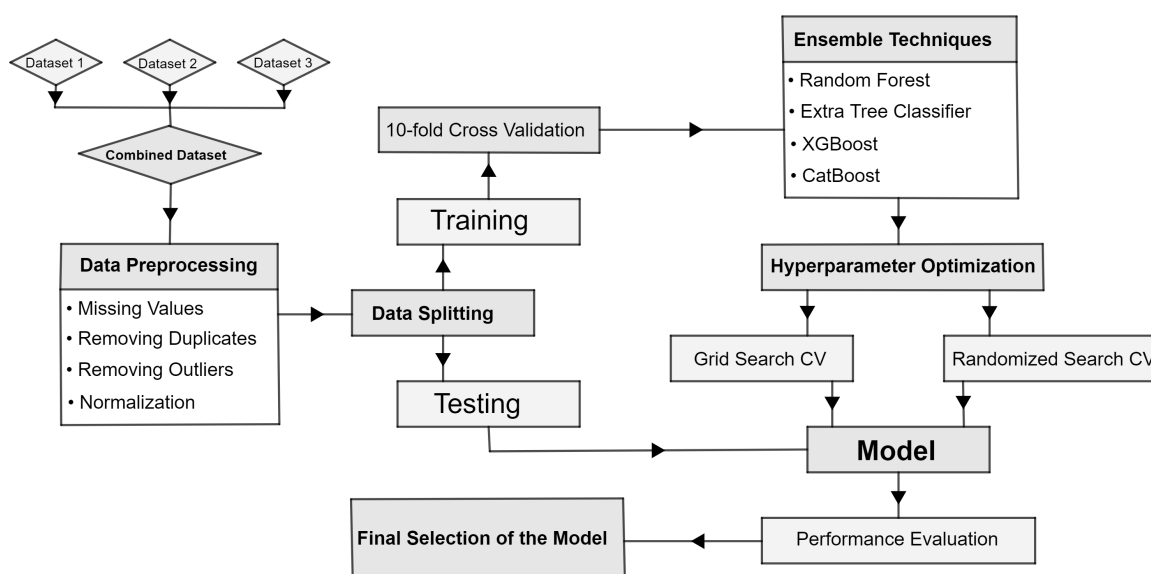 Dataset 1
Dataset 2
Dataset 3
Combined Dataset
Data Preprocessing
• Missing Values
• Removing Duplicates
• Removing Outliers
• Normalization
Data Splitting
Training
Testing
10-fold Cross Validation
Ensemble Techniques
• Random Forest
• Extra Tree Classifier
• XGBoost
• CatBoost
Hyperparameter Optimization
Grid Search CV
Randomized Search CV
Model
Performance Evaluation
Final Selection of the Model